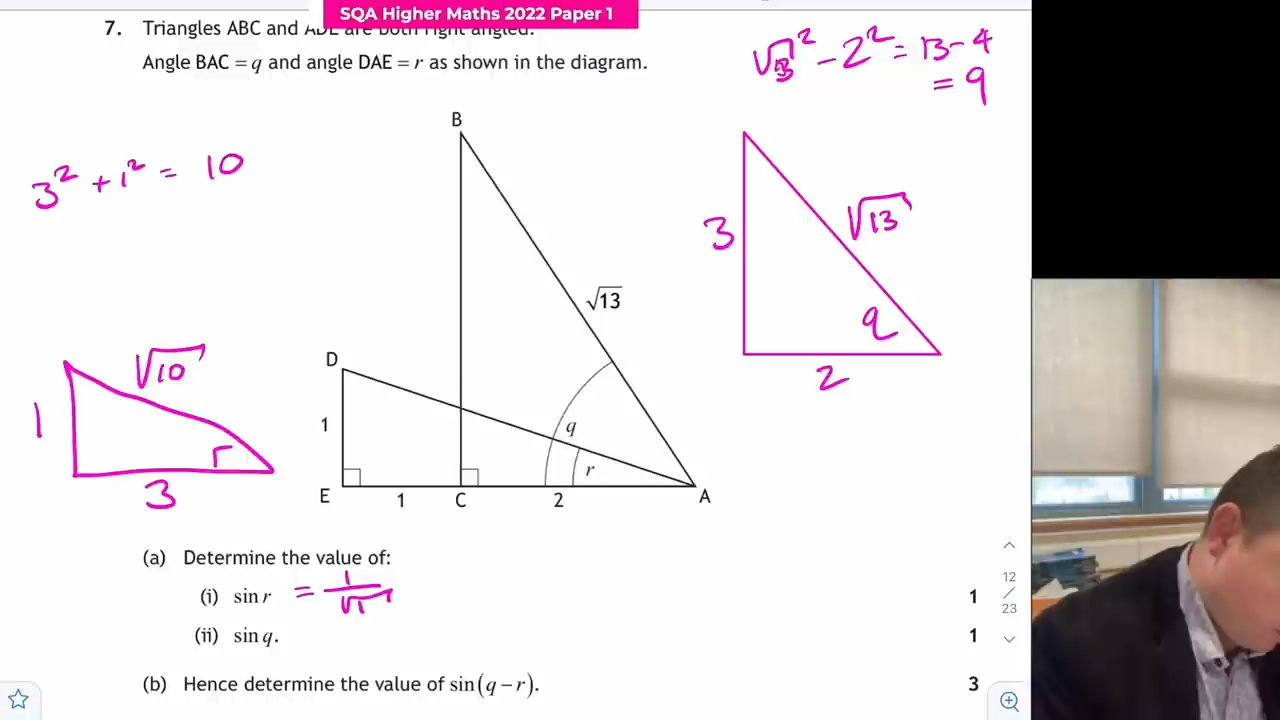 SQA Higher Maths 2022 Paper 1
7. Triangles ABC and ADE are both right angled.
Angle BAC = q and angle DAE = r as shown in the diagram.
√13² − 2² = 13 − 4
= 9
3² + 1² = 10
B
3
√13
q
2
√13
D
1
q
r
E
1
C
2
A
√10
1
r
3
(a) Determine the value of:
(i) sin r = 1/√1 1
(ii) sin q. 1
(b) Hence determine the value of sin(q − r). 3
12
/
23